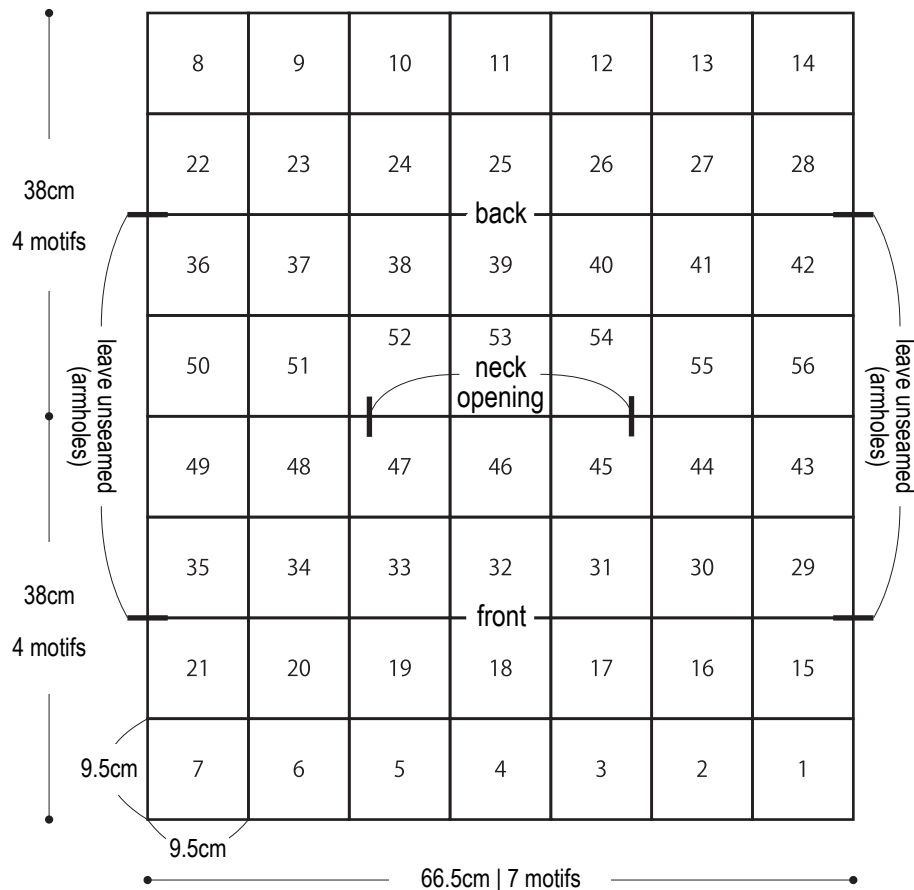 8 9 10 11 12 13 14
22 23 24 25 26 27 28
38cm
4 motifs
back
36 37 38 39 40 41 42
50 51 52 53 54 55 56
neck
opening
leave unseamed
(armholes)
leave unseamed
(armholes)
49 48 47 46 45 44 43
35 34 33 32 31 30 29
38cm
4 motifs
front
21 20 19 18 17 16 15
7 6 5 4 3 2 1
9.5cm
9.5cm
66.5cm | 7 motifs